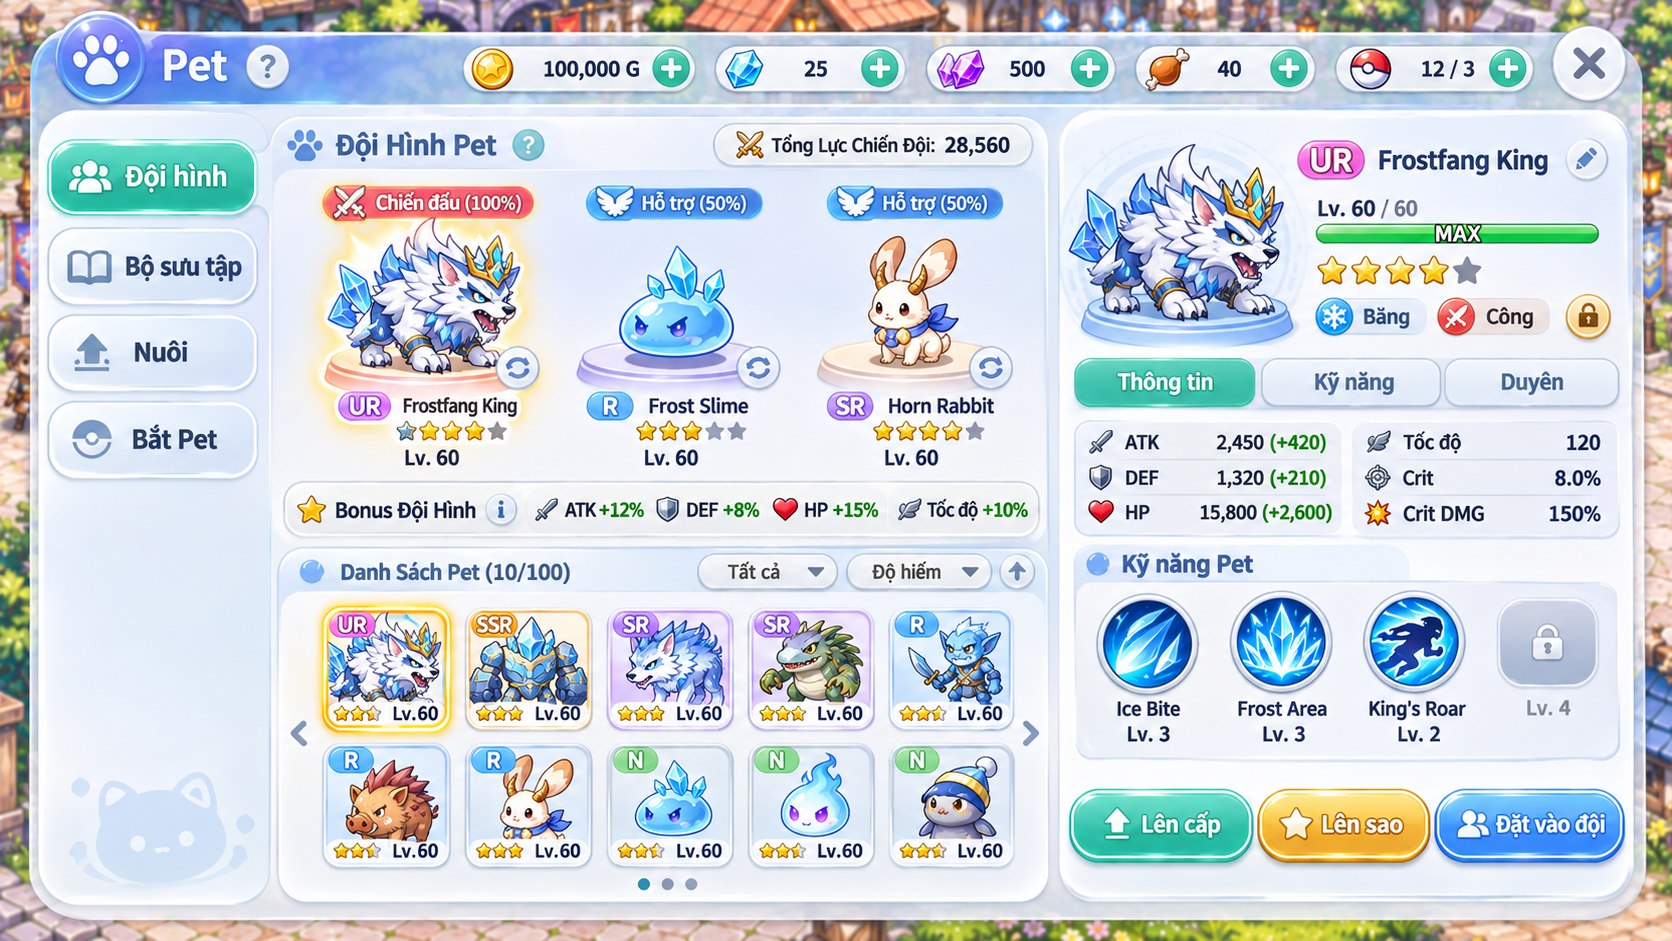 Pet ?
100,000 G
25
500
40
12 / 3
Đội hình
Bộ sưu tập
Nuôi
Bắt Pet
Đội Hình Pet ?
Tổng Lực Chiến Đội: 28,560
Chiến đấu (100%)
Hỗ trợ (50%)
Hỗ trợ (50%)
UR Frostfang King
Lv. 60
R Frost Slime
Lv. 60
SR Horn Rabbit
Lv. 60
Bonus Đội Hình i ATK +12% DEF +8% HP +15% Tốc độ +10%
Danh Sách Pet (10/100)
Tất cả
Độ hiếm
UR
Lv.60
SSR
Lv.60
SR
Lv.60
SR
Lv.60
R
Lv.60
R
Lv.60
R
Lv.60
N
Lv.60
N
Lv.60
N
Lv.60
UR Frostfang King
Lv. 60 / 60
MAX
Băng
Công
Thông tin
Kỹ năng
Duyên
ATK 2,450 (+420)
DEF 1,320 (+210)
HP 15,800 (+2,600)
Tốc độ 120
Crit 8.0%
Crit DMG 150%
Kỹ năng Pet
Ice Bite
Lv. 3
Frost Area
Lv. 3
King's Roar
Lv. 2
Lv. 4
Lên cấp
Lên sao
Đặt vào đội